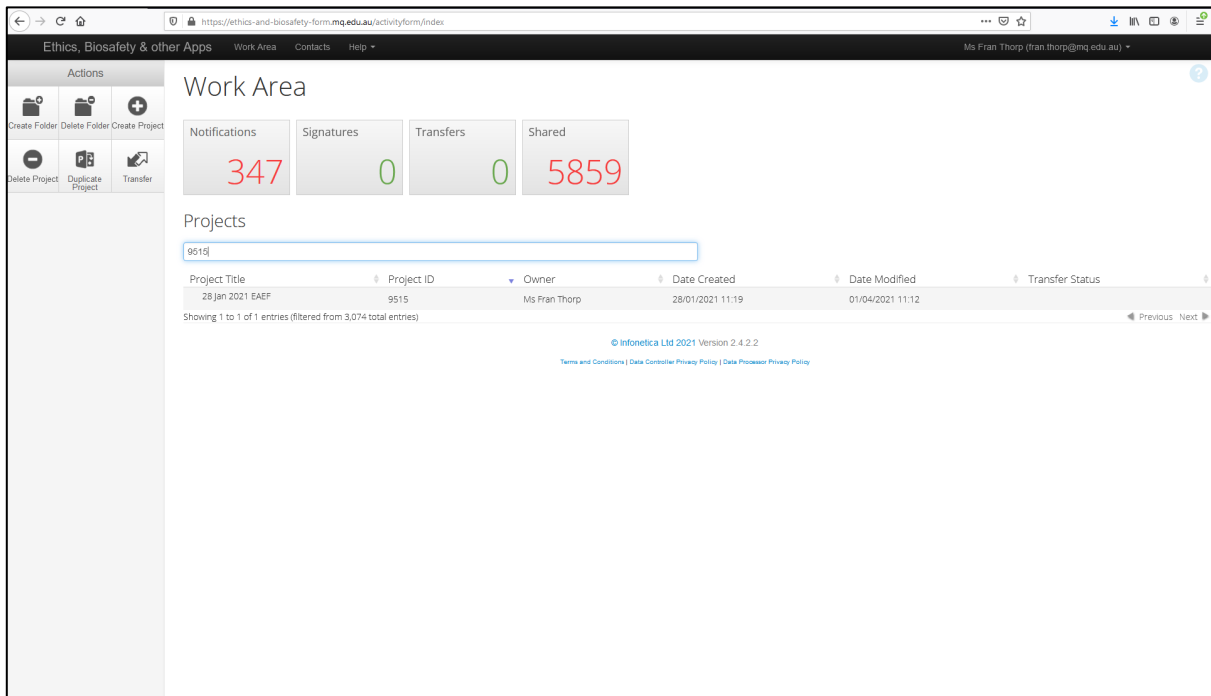 https://ethics-and-biosafety-form.mq.edu.au/activityform/index
Ethics, Biosafety & other Apps Work Area Contacts Help Ms Fran Thorp (fran.thorp@mq.edu.au)
Actions
Create Folder Delete Folder Create Project
Delete Project Duplicate Project Transfer
Work Area
Notifications Signatures Transfers Shared
347 0 0 5859
Projects
9515
Project Title Project ID Owner Date Created Date Modified Transfer Status
28 Jan 2021 EAEF 9515 Ms Fran Thorp 28/01/2021 11:19 01/04/2021 11:12
Showing 1 to 1 of 1 entries (filtered from 3,074 total entries) Previous Next
© Infonetica Ltd 2021 Version 2.4.2.2
Terms and Conditions | Data Controller Privacy Policy | Data Processor Privacy Policy